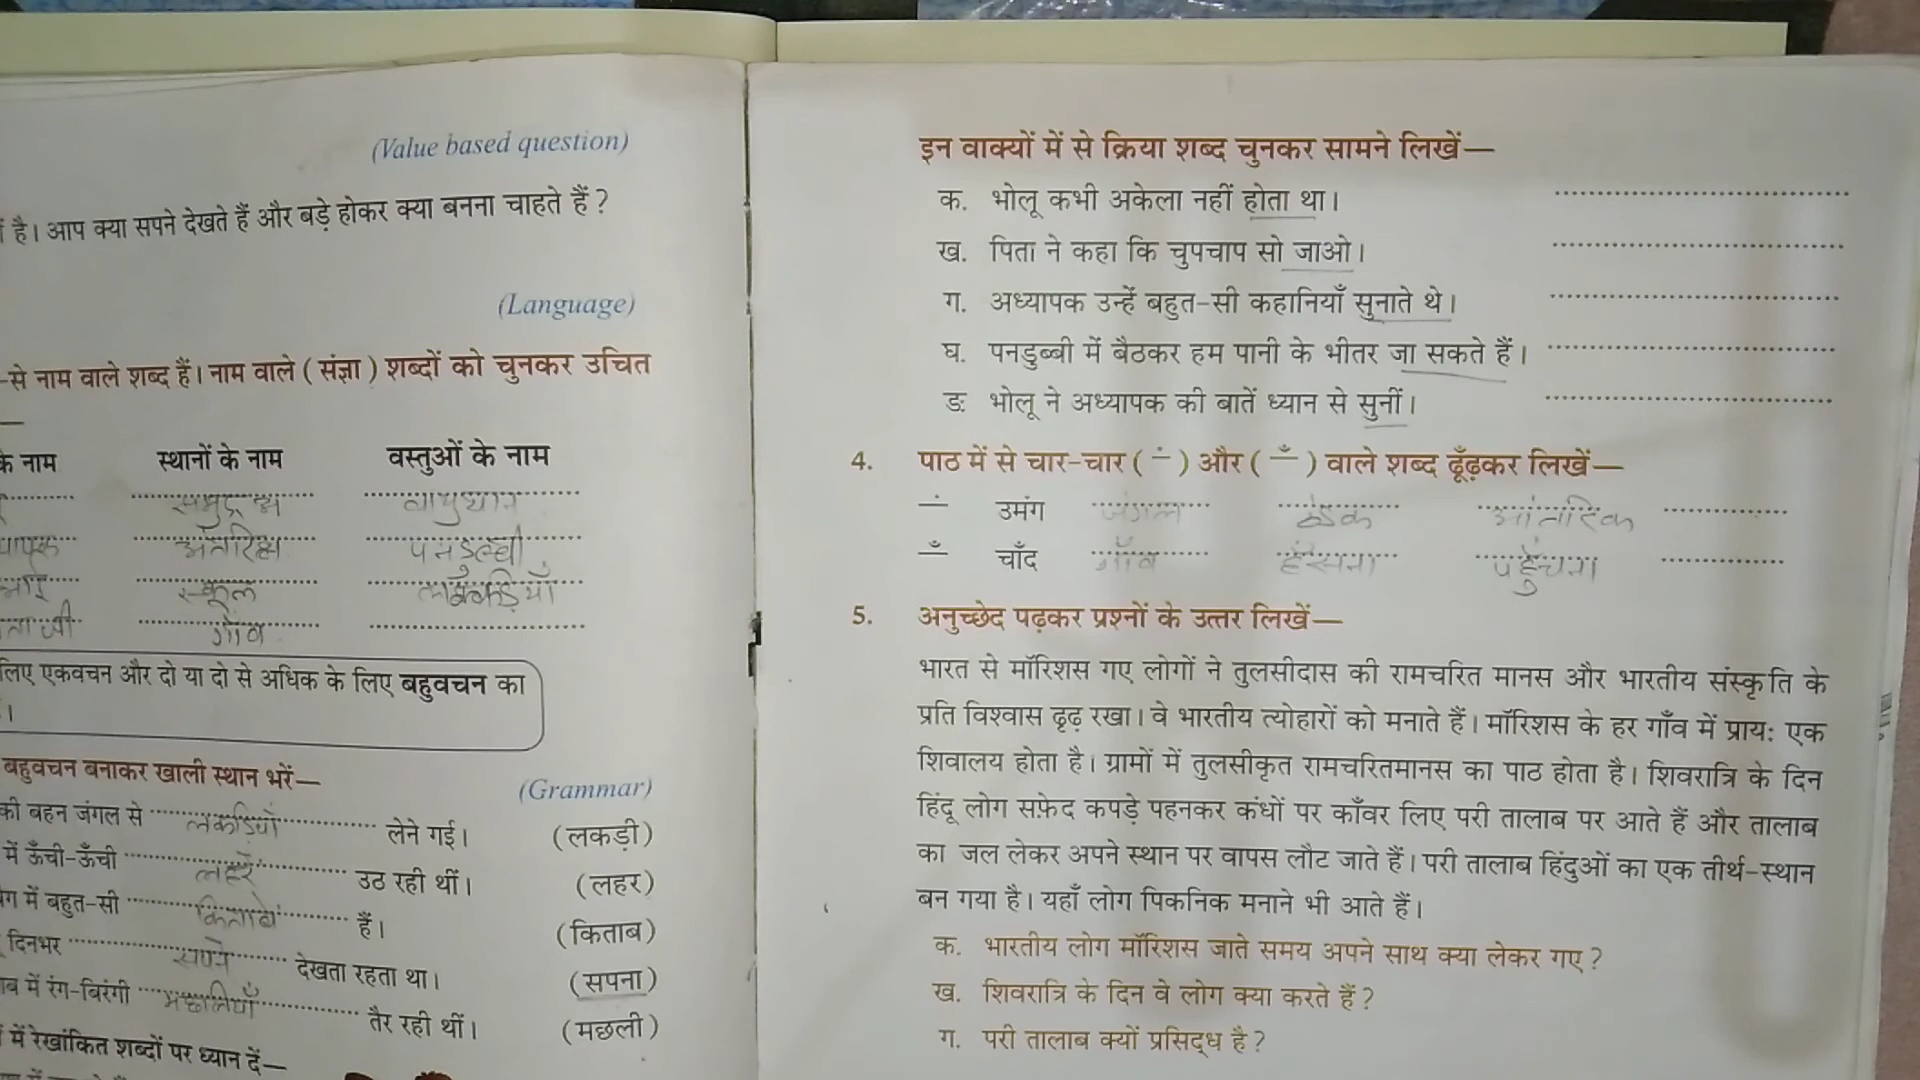 (Value based question)
है। आप क्या सपने देखते हैं और बड़े होकर क्या बनना चाहते हैं?
(Language)
-से नाम वाले शब्द हैं। नाम वाले (संज्ञा) शब्दों को चुनकर उचित
के नाम स्थानों के नाम वस्तुओं के नाम
समुद्र वायुयान
अंतरिक्ष पनडुब्बी
स्कूल लकड़ियाँ
गाँव
लिए एकवचन और दो या दो से अधिक के लिए बहुवचन का
बहुवचन बनाकर खाली स्थान भरें—
(Grammar)
की बहन जंगल से लकड़ियाँ लेने गई। (लकड़ी)
में ऊँची-ऊँची लहरें उठ रही थीं। (लहर)
में बहुत-सी किताबें हैं। (किताब)
दिनभर सपने देखता रहता था। (सपना)
में रंग-बिरंगी मछलियाँ तैर रही थीं। (मछली)
में रेखांकित शब्दों पर ध्यान दें—
इन वाक्यों में से क्रिया शब्द चुनकर सामने लिखें—
क. भोलू कभी अकेला नहीं होता था।
ख. पिता ने कहा कि चुपचाप सो जाओ।
ग. अध्यापक उन्हें बहुत-सी कहानियाँ सुनाते थे।
घ. पनडुब्बी में बैठकर हम पानी के भीतर जा सकते हैं।
ङ भोलू ने अध्यापक की बातें ध्यान से सुनीं।
4. पाठ में से चार-चार ( ं ) और ( ँ ) वाले शब्द ढूँढ़कर लिखें—
ं उमंग जंगल आंतरिक
ँ चाँद गाँव हँसना पहुँचना
5. अनुच्छेद पढ़कर प्रश्नों के उत्तर लिखें—
भारत से मॉरिशस गए लोगों ने तुलसीदास की रामचरित मानस और भारतीय संस्कृति के
प्रति विश्वास दृढ़ रखा। वे भारतीय त्योहारों को मनाते हैं। मॉरिशस के हर गाँव में प्राय: एक
शिवालय होता है। ग्रामों में तुलसीकृत रामचरितमानस का पाठ होता है। शिवरात्रि के दिन
हिंदू लोग सफ़ेद कपड़े पहनकर कंधों पर काँवर लिए परी तालाब पर आते हैं और तालाब
का जल लेकर अपने स्थान पर वापस लौट जाते हैं। परी तालाब हिंदुओं का एक तीर्थ-स्थान
बन गया है। यहाँ लोग पिकनिक मनाने भी आते हैं।
क. भारतीय लोग मॉरिशस जाते समय अपने साथ क्या लेकर गए?
ख. शिवरात्रि के दिन वे लोग क्या करते हैं?
ग. परी तालाब क्यों प्रसिद्ध है?